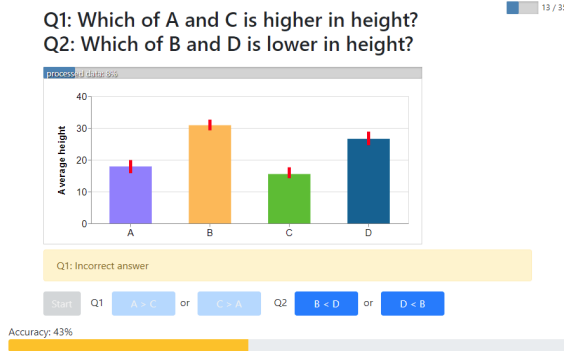 Q1: Which of A and C is higher in height?
13 / 35
Q2: Which of B and D is lower in height?
processed data: 8%
Average height
40
30
20
10
0
A B C D
Q1: Incorrect answer
Start Q1 A > C or C > A Q2 B < D or D < B
Accuracy: 43%